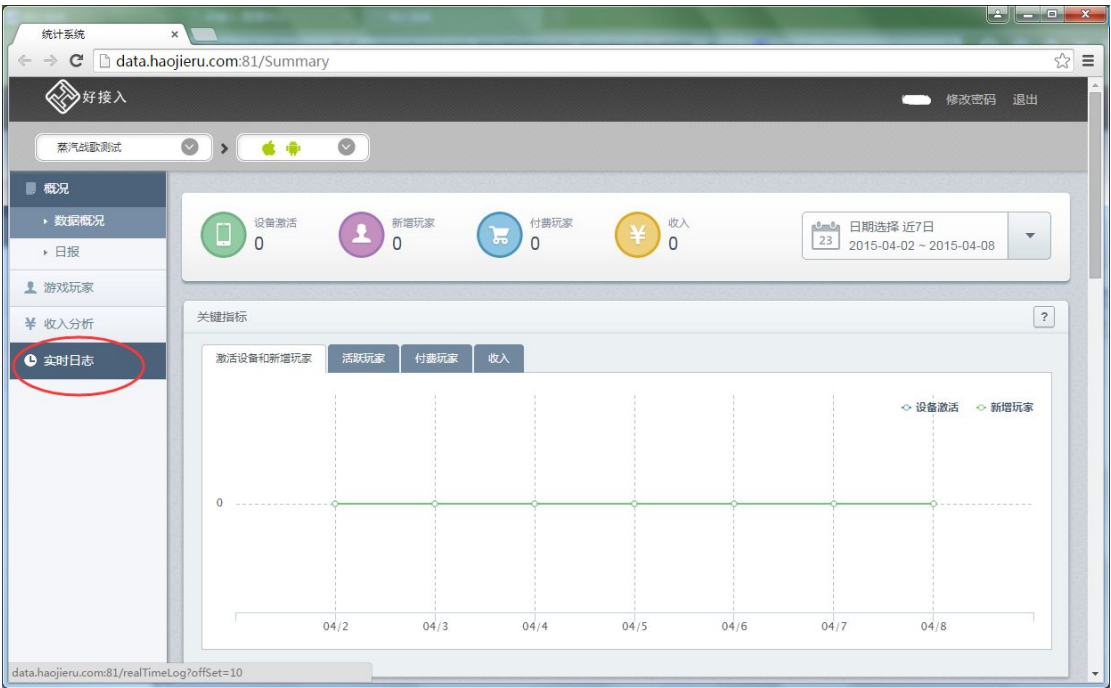 统计系统
data.haojieru.com:81/Summary
好接入
修改密码 退出
蒸汽战歌测试
概况
数据概况
日报
游戏玩家
收入分析
实时日志
设备激活
0
新增玩家
0
付费玩家
0
¥
收入
0
23
日期选择 近7日
2015-04-02 ~ 2015-04-08
关键指标
?
激活设备和新增玩家 活跃玩家 付费玩家 收入
设备激活 新增玩家
0
04/2 04/3 04/4 04/5 04/6 04/7 04/8
data.haojieru.com:81/realTimeLog?offSet=10